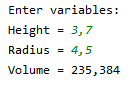 Enter variables:
Height = 3,7
Radius = 4,5
Volume = 235,384